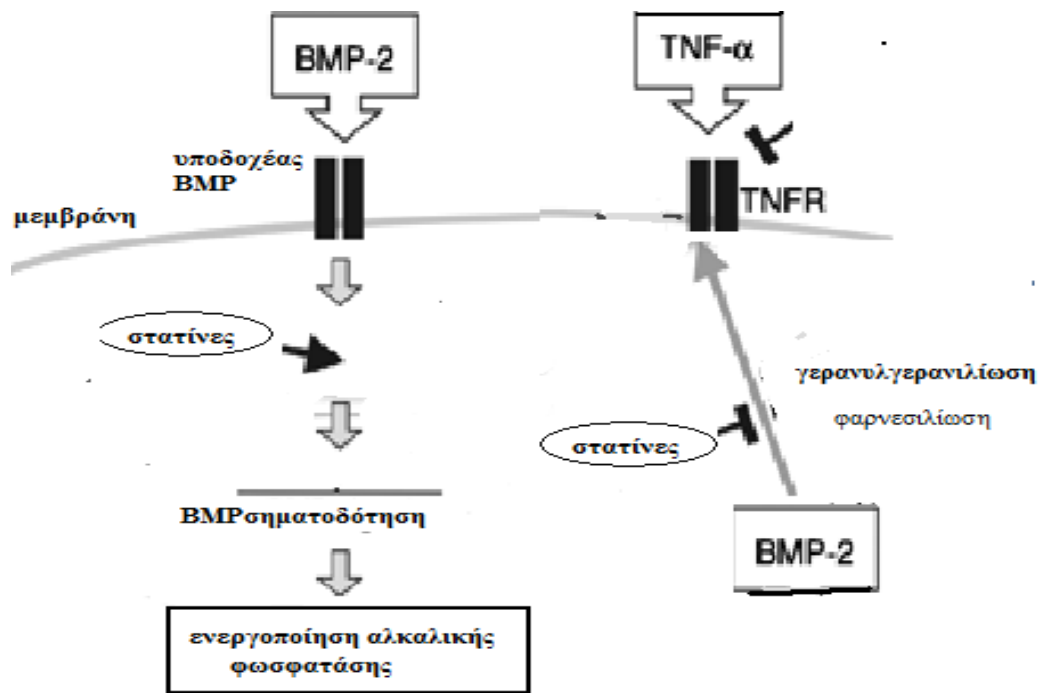 BMP-2
TNF-α
υποδοχέας
BMP
TNFR
μεμβράνη
στατίνες
γερανυλγερανιλίωση
φαρνεσιλίωση
στατίνες
BMPσηματοδότηση
BMP-2
ενεργοποίηση αλκαλικής
φωσφατάσης